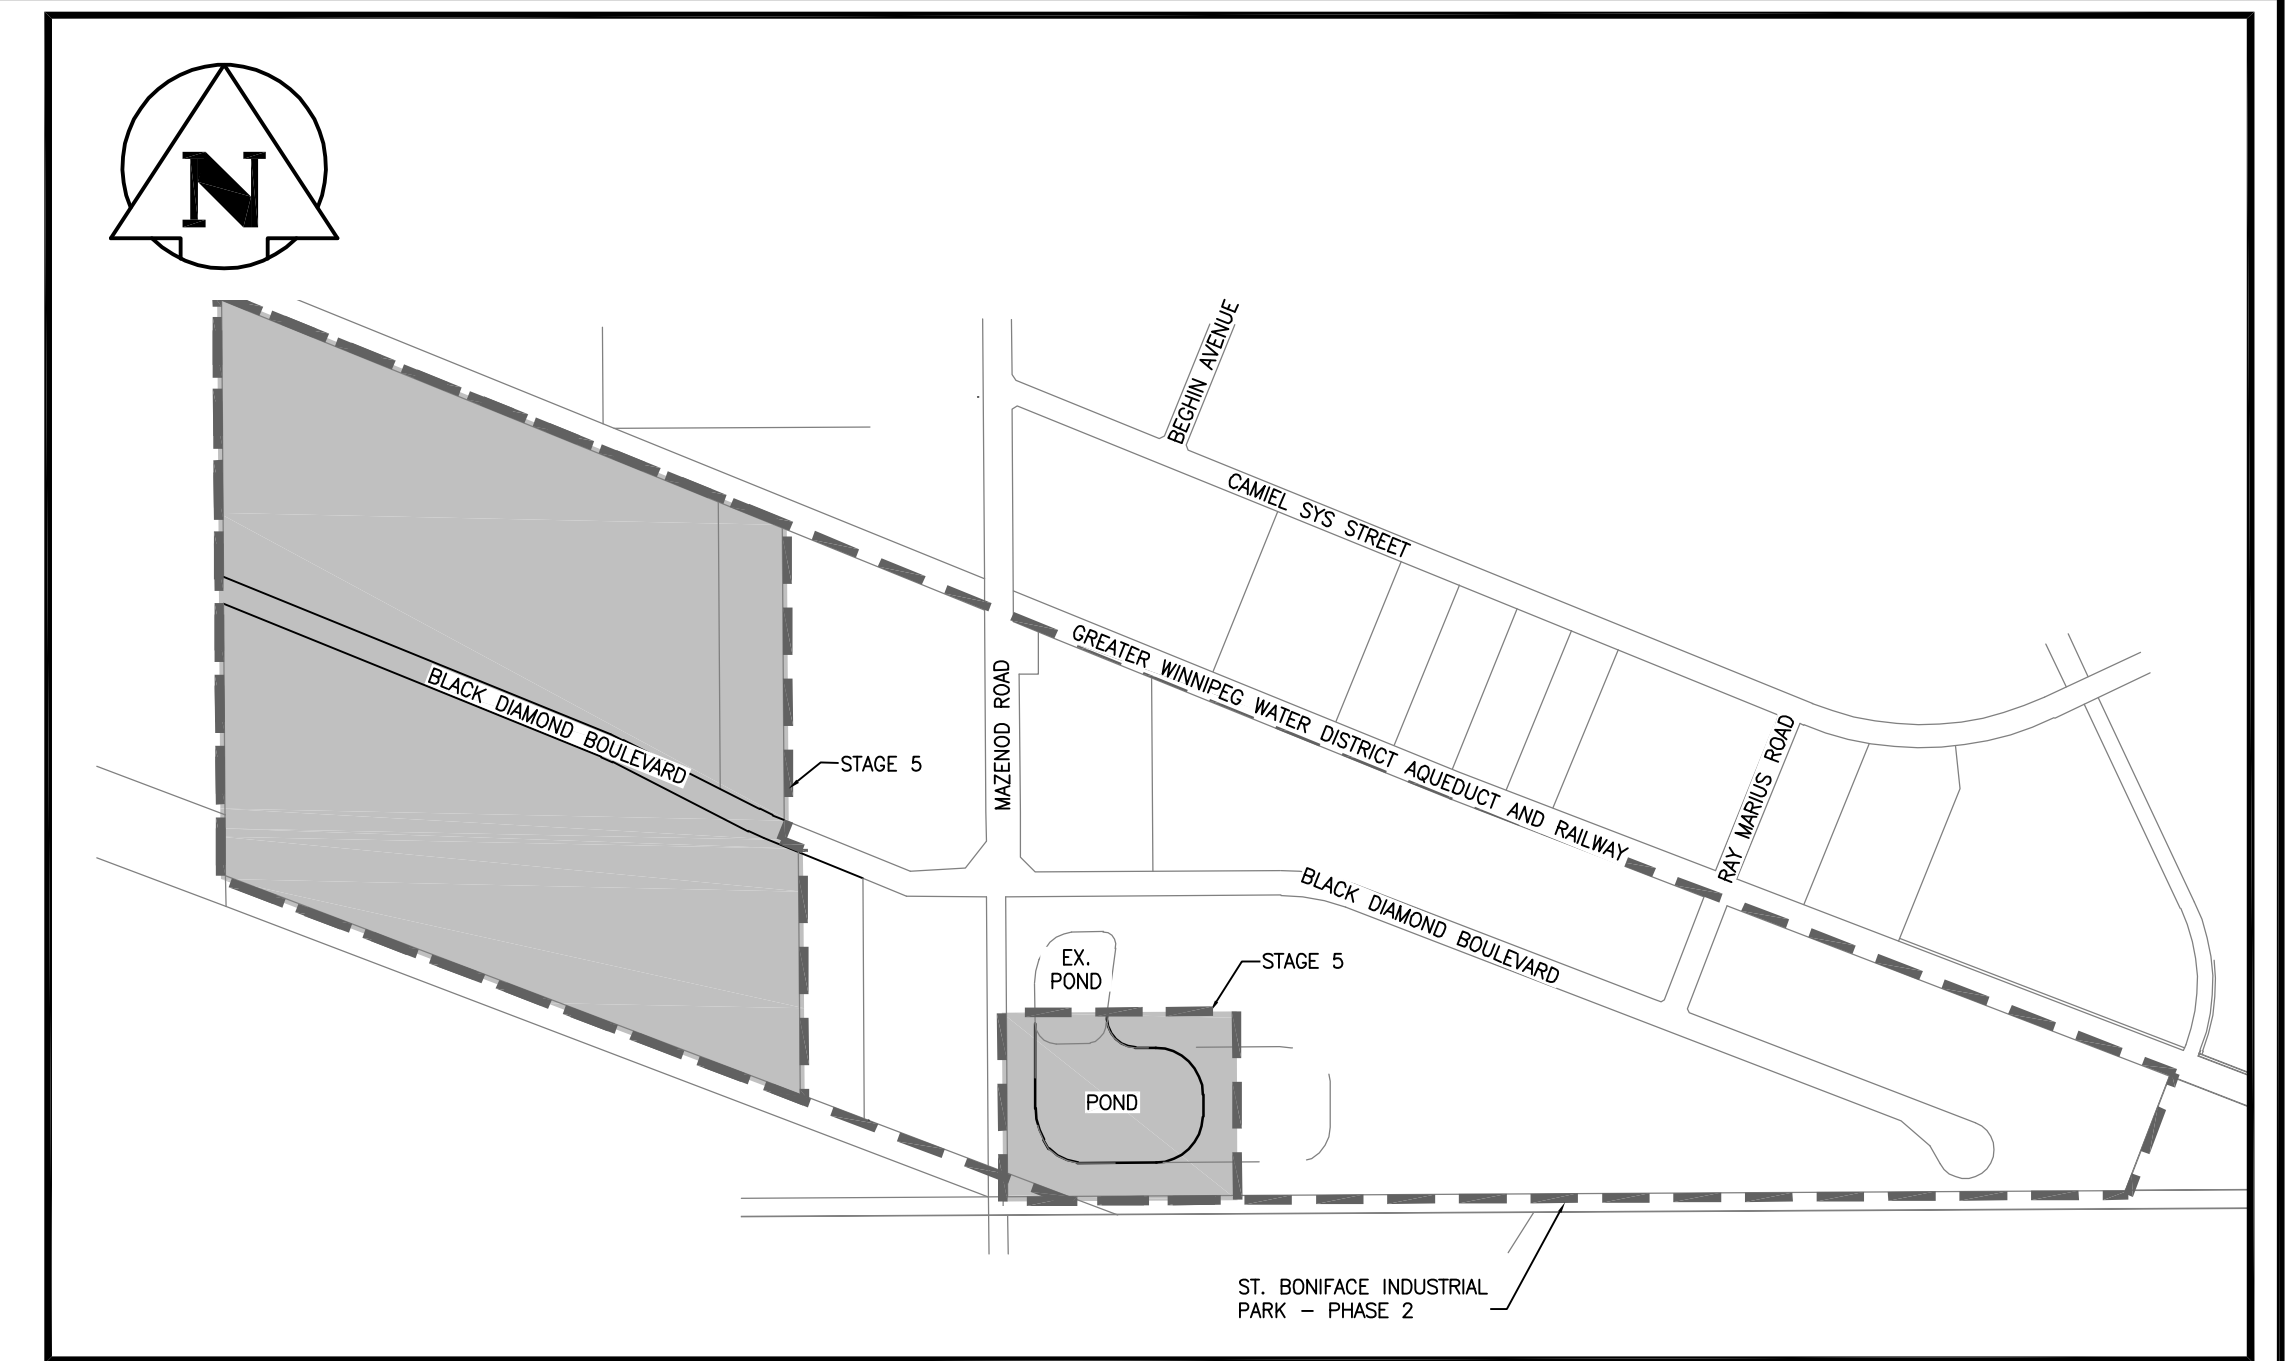 N
BEGHIN AVENUE
CAMIEL SYS STREET
GREATER WINNIPEG WATER DISTRICT AQUEDUCT AND RAILWAY
MAZENOD ROAD
BLACK DIAMOND BOULEVARD
STAGE 5
RAY MARIUS ROAD
BLACK DIAMOND BOULEVARD
EX.
POND
STAGE 5
POND
ST. BONIFACE INDUSTRIAL
PARK – PHASE 2